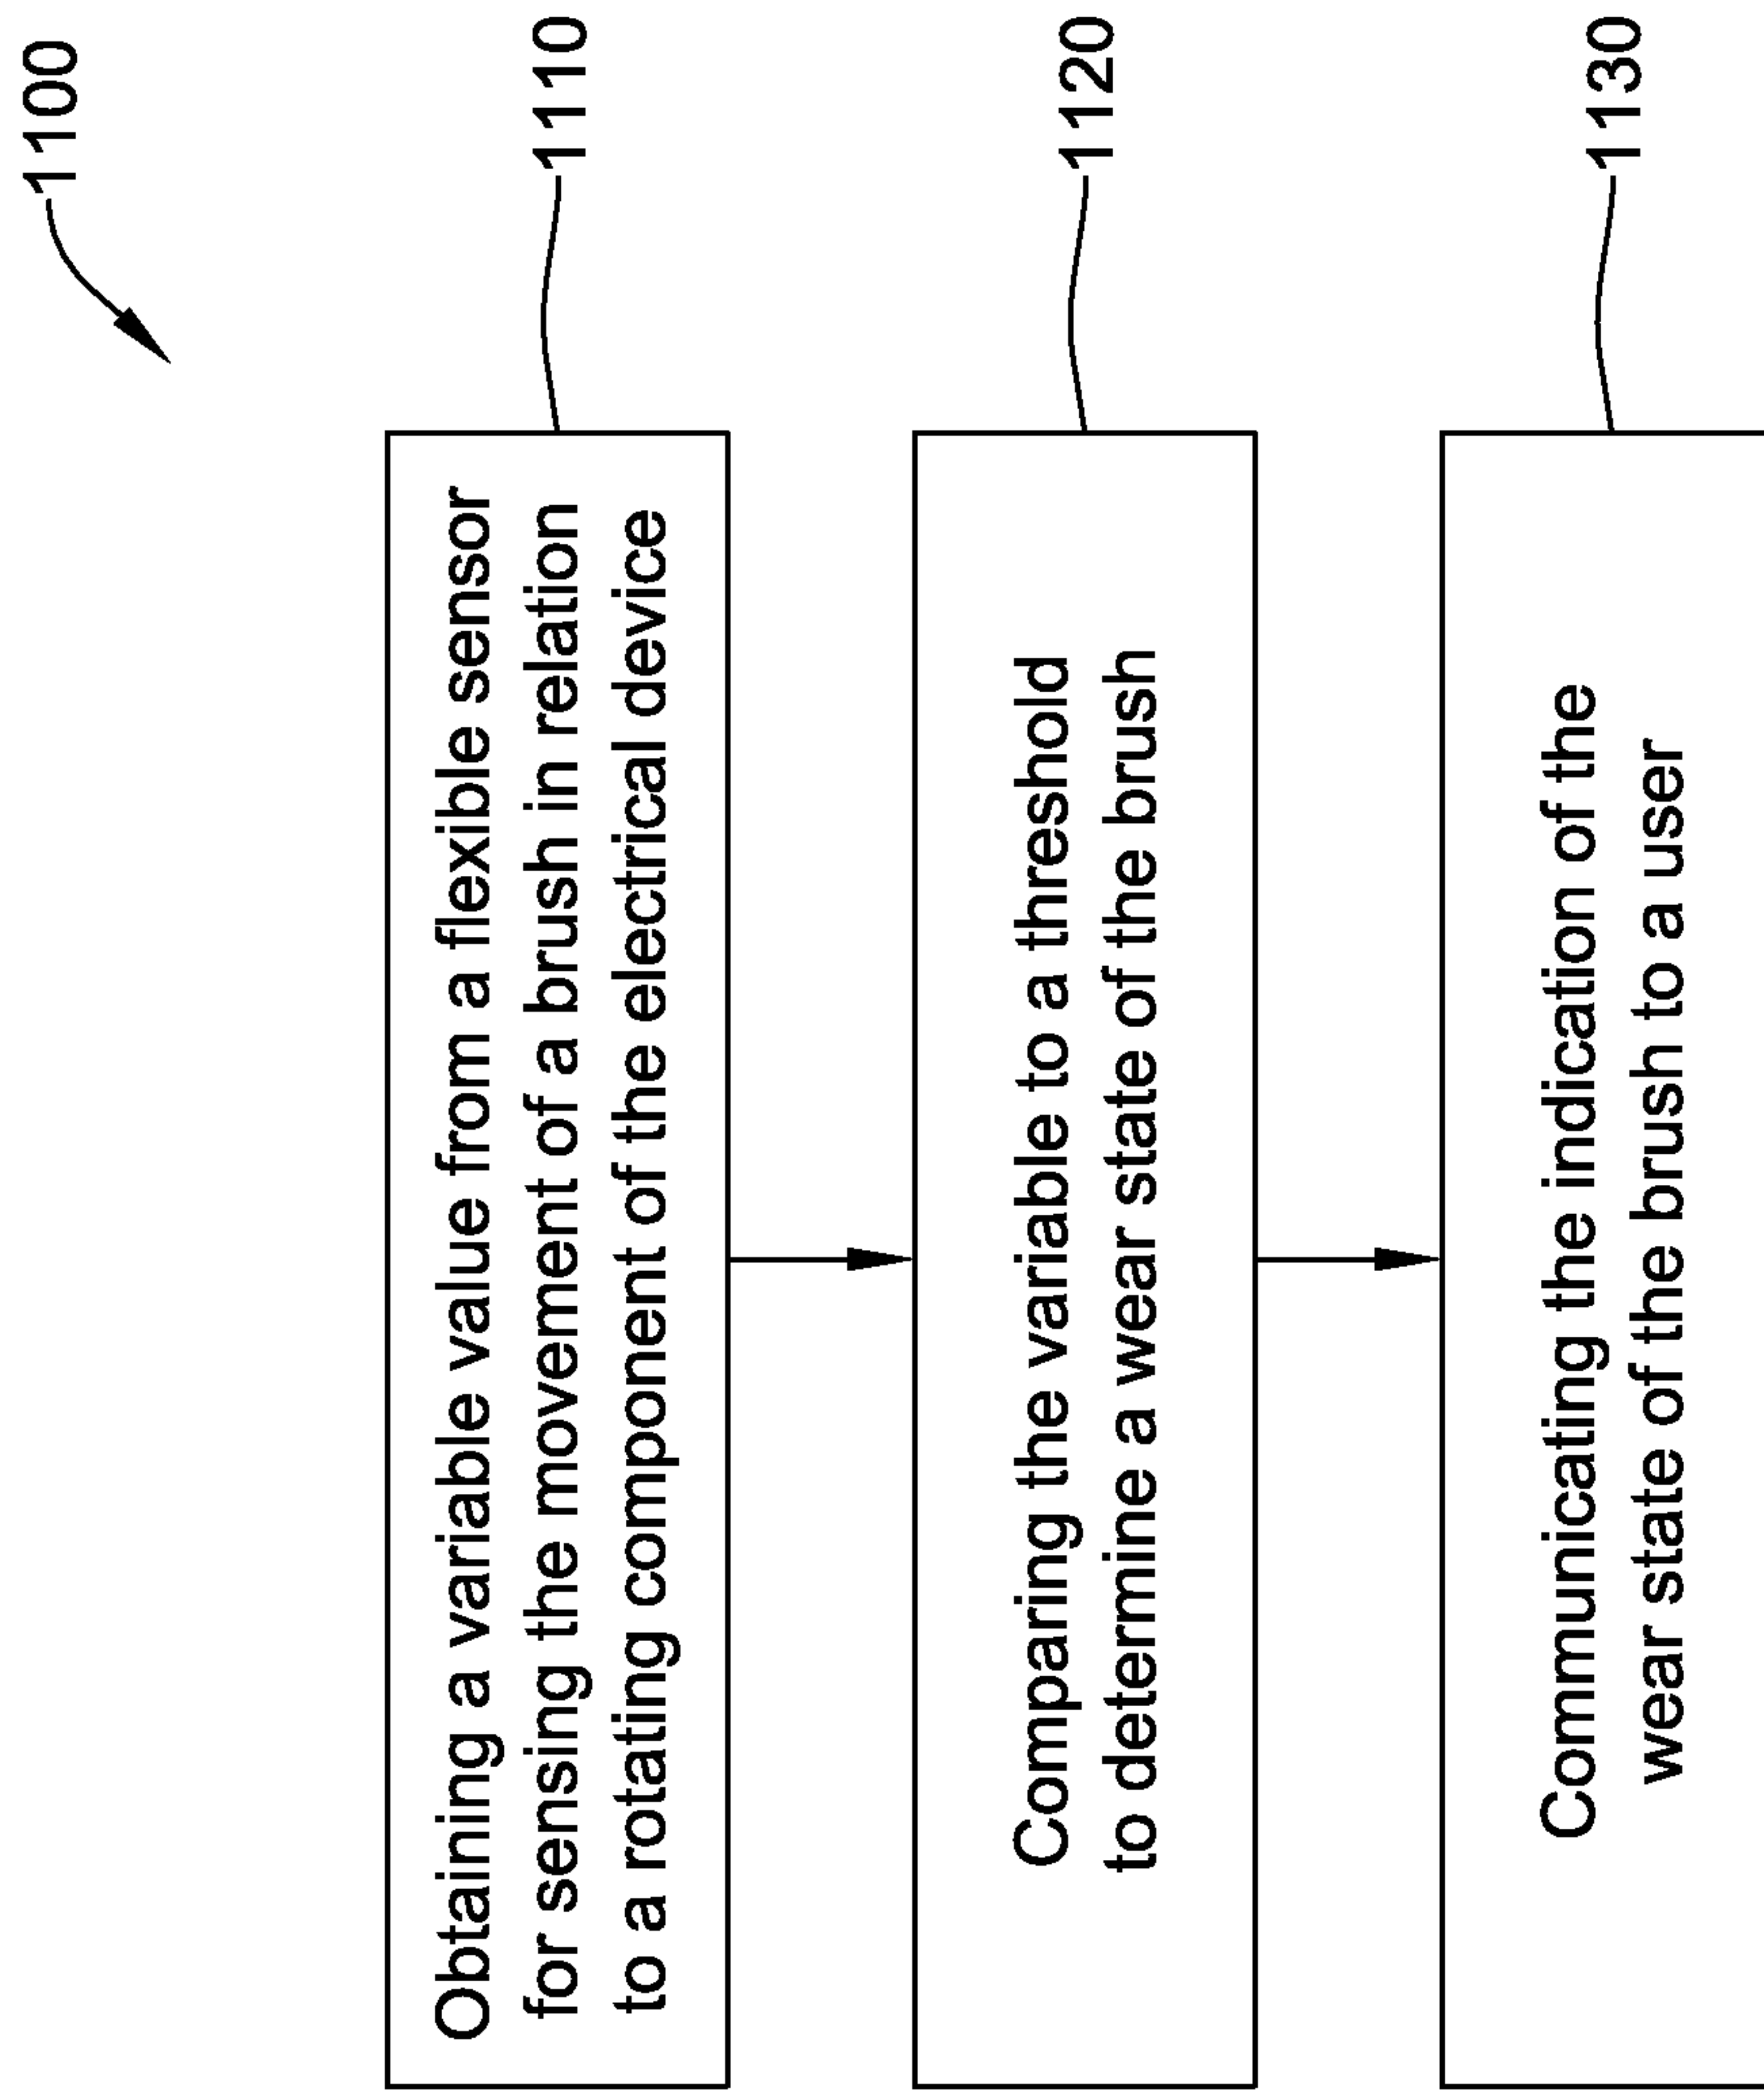 1100
Obtaining a variable value from a flexible sensor
for sensing the movement of a brush in relation
to a rotating component of the electrical device
1110
Comparing the variable to a threshold
to determine a wear state of the brush
1120
Communicating the indication of the
wear state of the brush to a user
1130